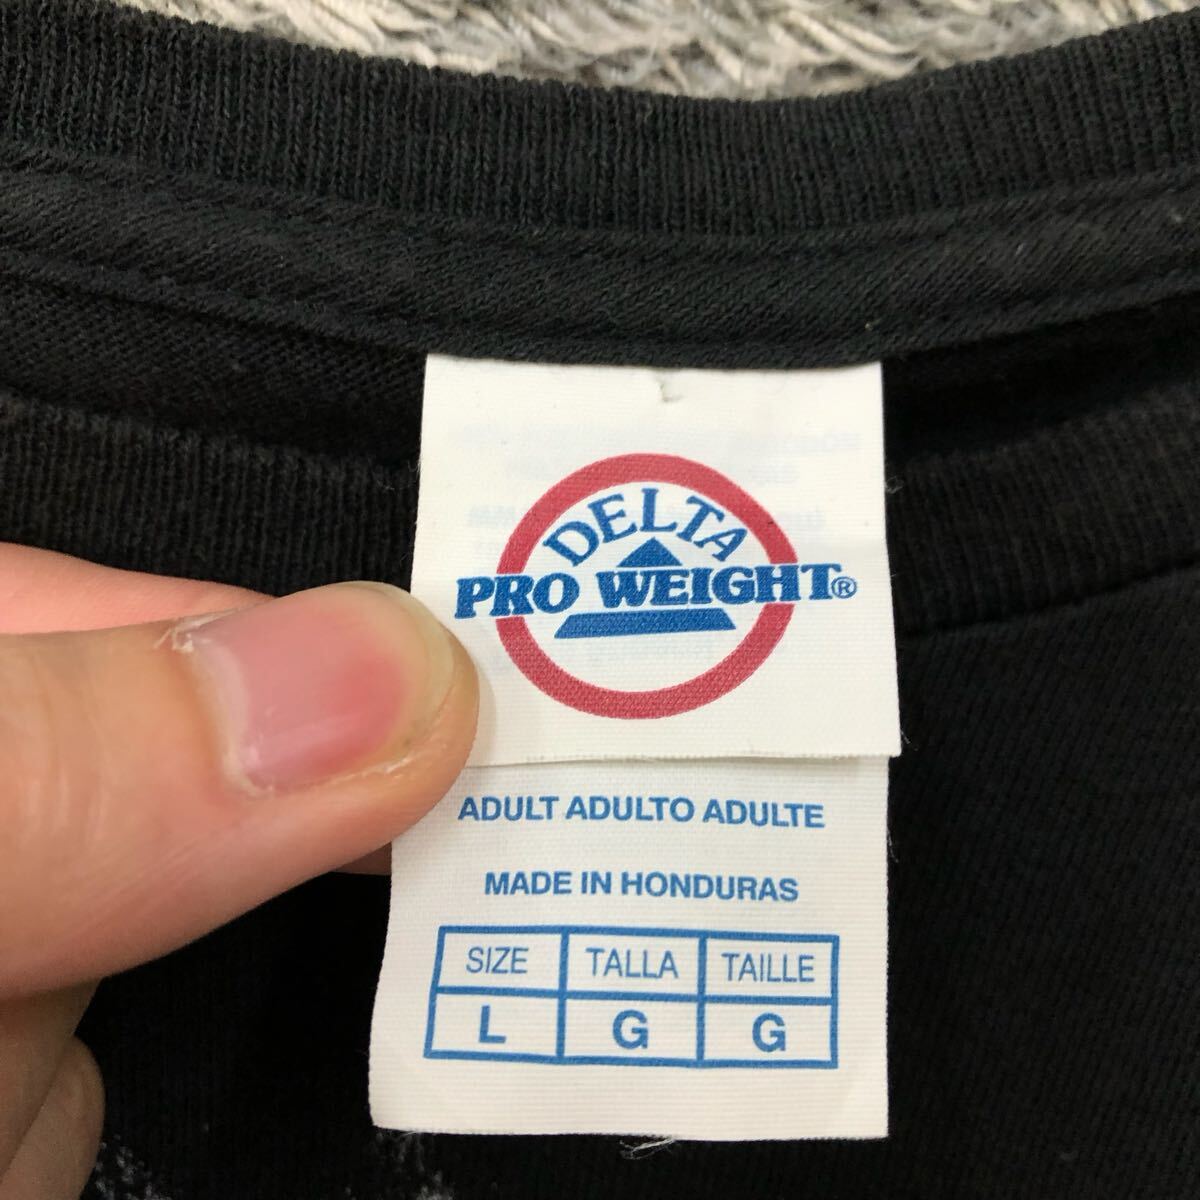 DELTA
PRO WEIGHT®
ADULT ADULTO ADULTE
MADE IN HONDURAS
SIZE TALLA TAILLE
L G G